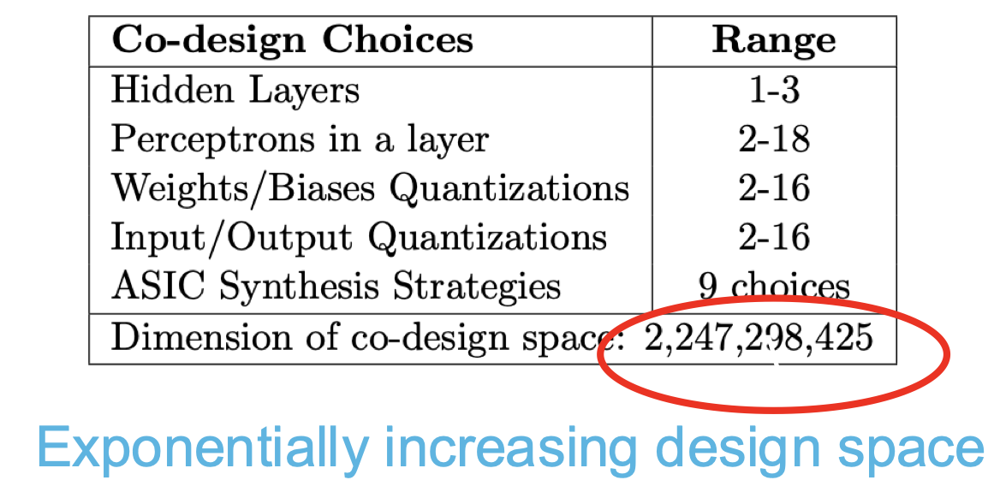 Co-design Choices Range
Hidden Layers 1-3
Perceptrons in a layer 2-18
Weights/Biases Quantizations 2-16
Input/Output Quantizations 2-16
ASIC Synthesis Strategies 9 choices
Dimension of co-design space: 2,247,298,425
Exponentially increasing design space